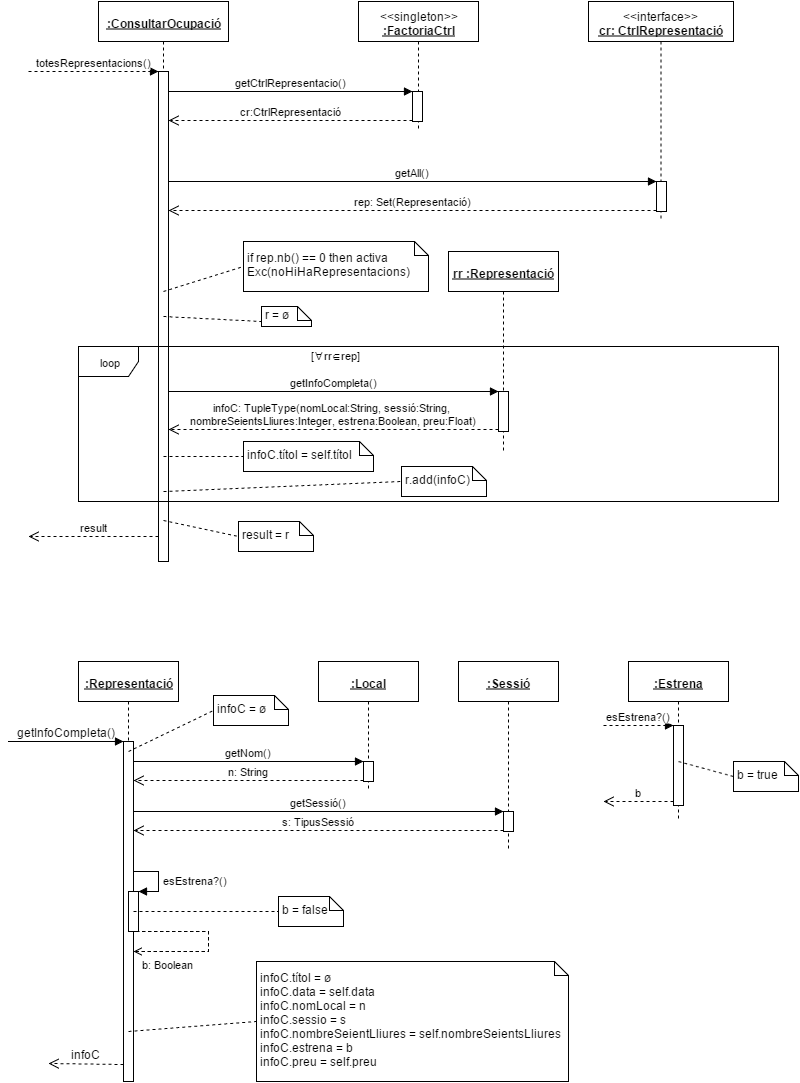 :ConsultarOcupació
<<singleton>>
:FactoriaCtrl
<<interface>>
cr: CtrlRepresentació
totesRepresentacions()
getCtrlRepresentacio()
cr:CtrlRepresentació
getAll()
rep: Set(Representació)
if rep.nb() == 0 then activa
Exc(noHiHaRepresentacions)
rr :Representació
r = ø
loop
[∀rr∈rep]
getInfoCompleta()
infoC: TupleType(nomLocal:String, sessió:String,
nombreSeientsLliures:Integer, estrena:Boolean, preu:Float)
infoC.títol = self.títol
r.add(infoC)
result
result = r
:Representació
:Local
:Sessió
:Estrena
infoC = ø
getInfoCompleta()
esEstrena?()
getNom()
n: String
b = true
b
getSessió()
s: TipusSessió
esEstrena?()
b = false
b: Boolean
infoC.títol = ø
infoC.data = self.data
infoC.nomLocal = n
infoC.sessio = s
infoC.nombreSeientLliures = self.nombreSeientsLliures
infoC.estrena = b
infoC.preu = self.preu
infoC